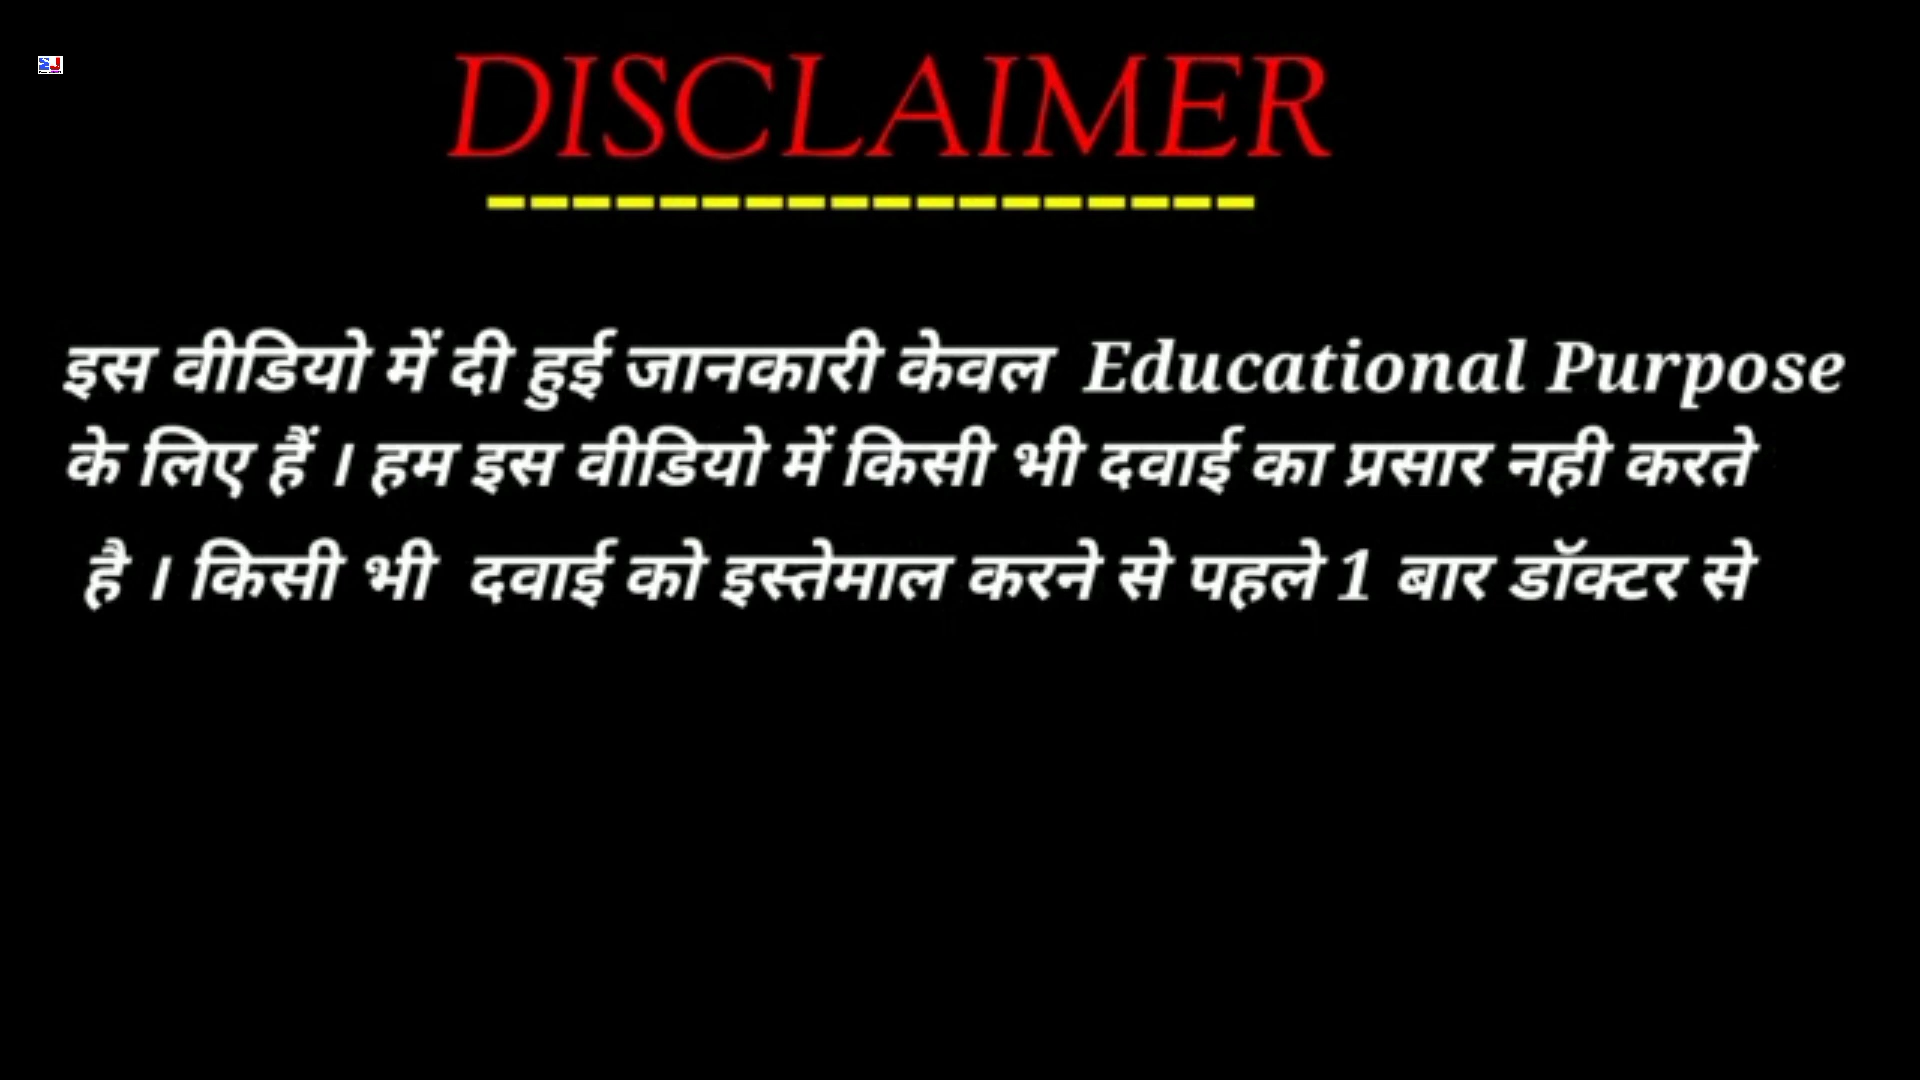 DISCLAIMER
------------------
इस वीडियो में दी हुई जानकारी केवल Educational Purpose
के लिए हैं । हम इस वीडियो में किसी भी दवाई का प्रसार नही करते
है । किसी भी दवाई को इस्तेमाल करने से पहले 1 बार डॉक्टर से